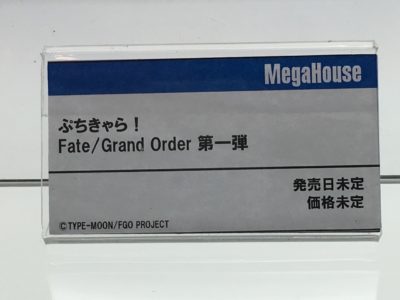 MegaHouse
ぷちきゃら!
Fate/Grand Order 第一弾
発売日未定
価格未定
©TYPE-MOON/FGO PROJECT